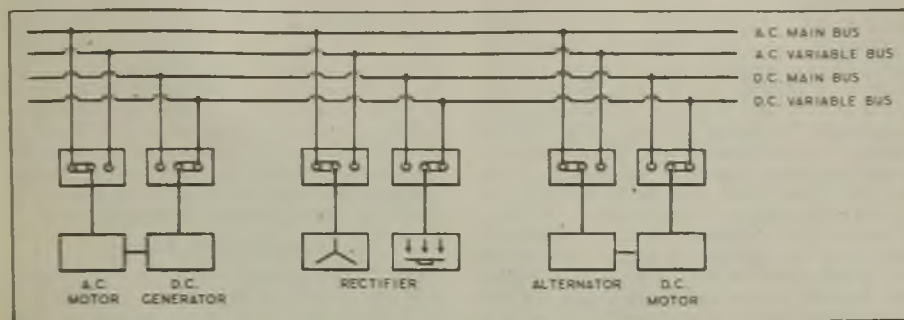 A.C. MAIN BUS
A.C. VARIABLE BUS
D.C. MAIN BUS
D.C. VARIABLE BUS
A.C. MOTOR
D.C. GENERATOR
RECTIFIER
ALTERNATOR
D.C. MOTOR